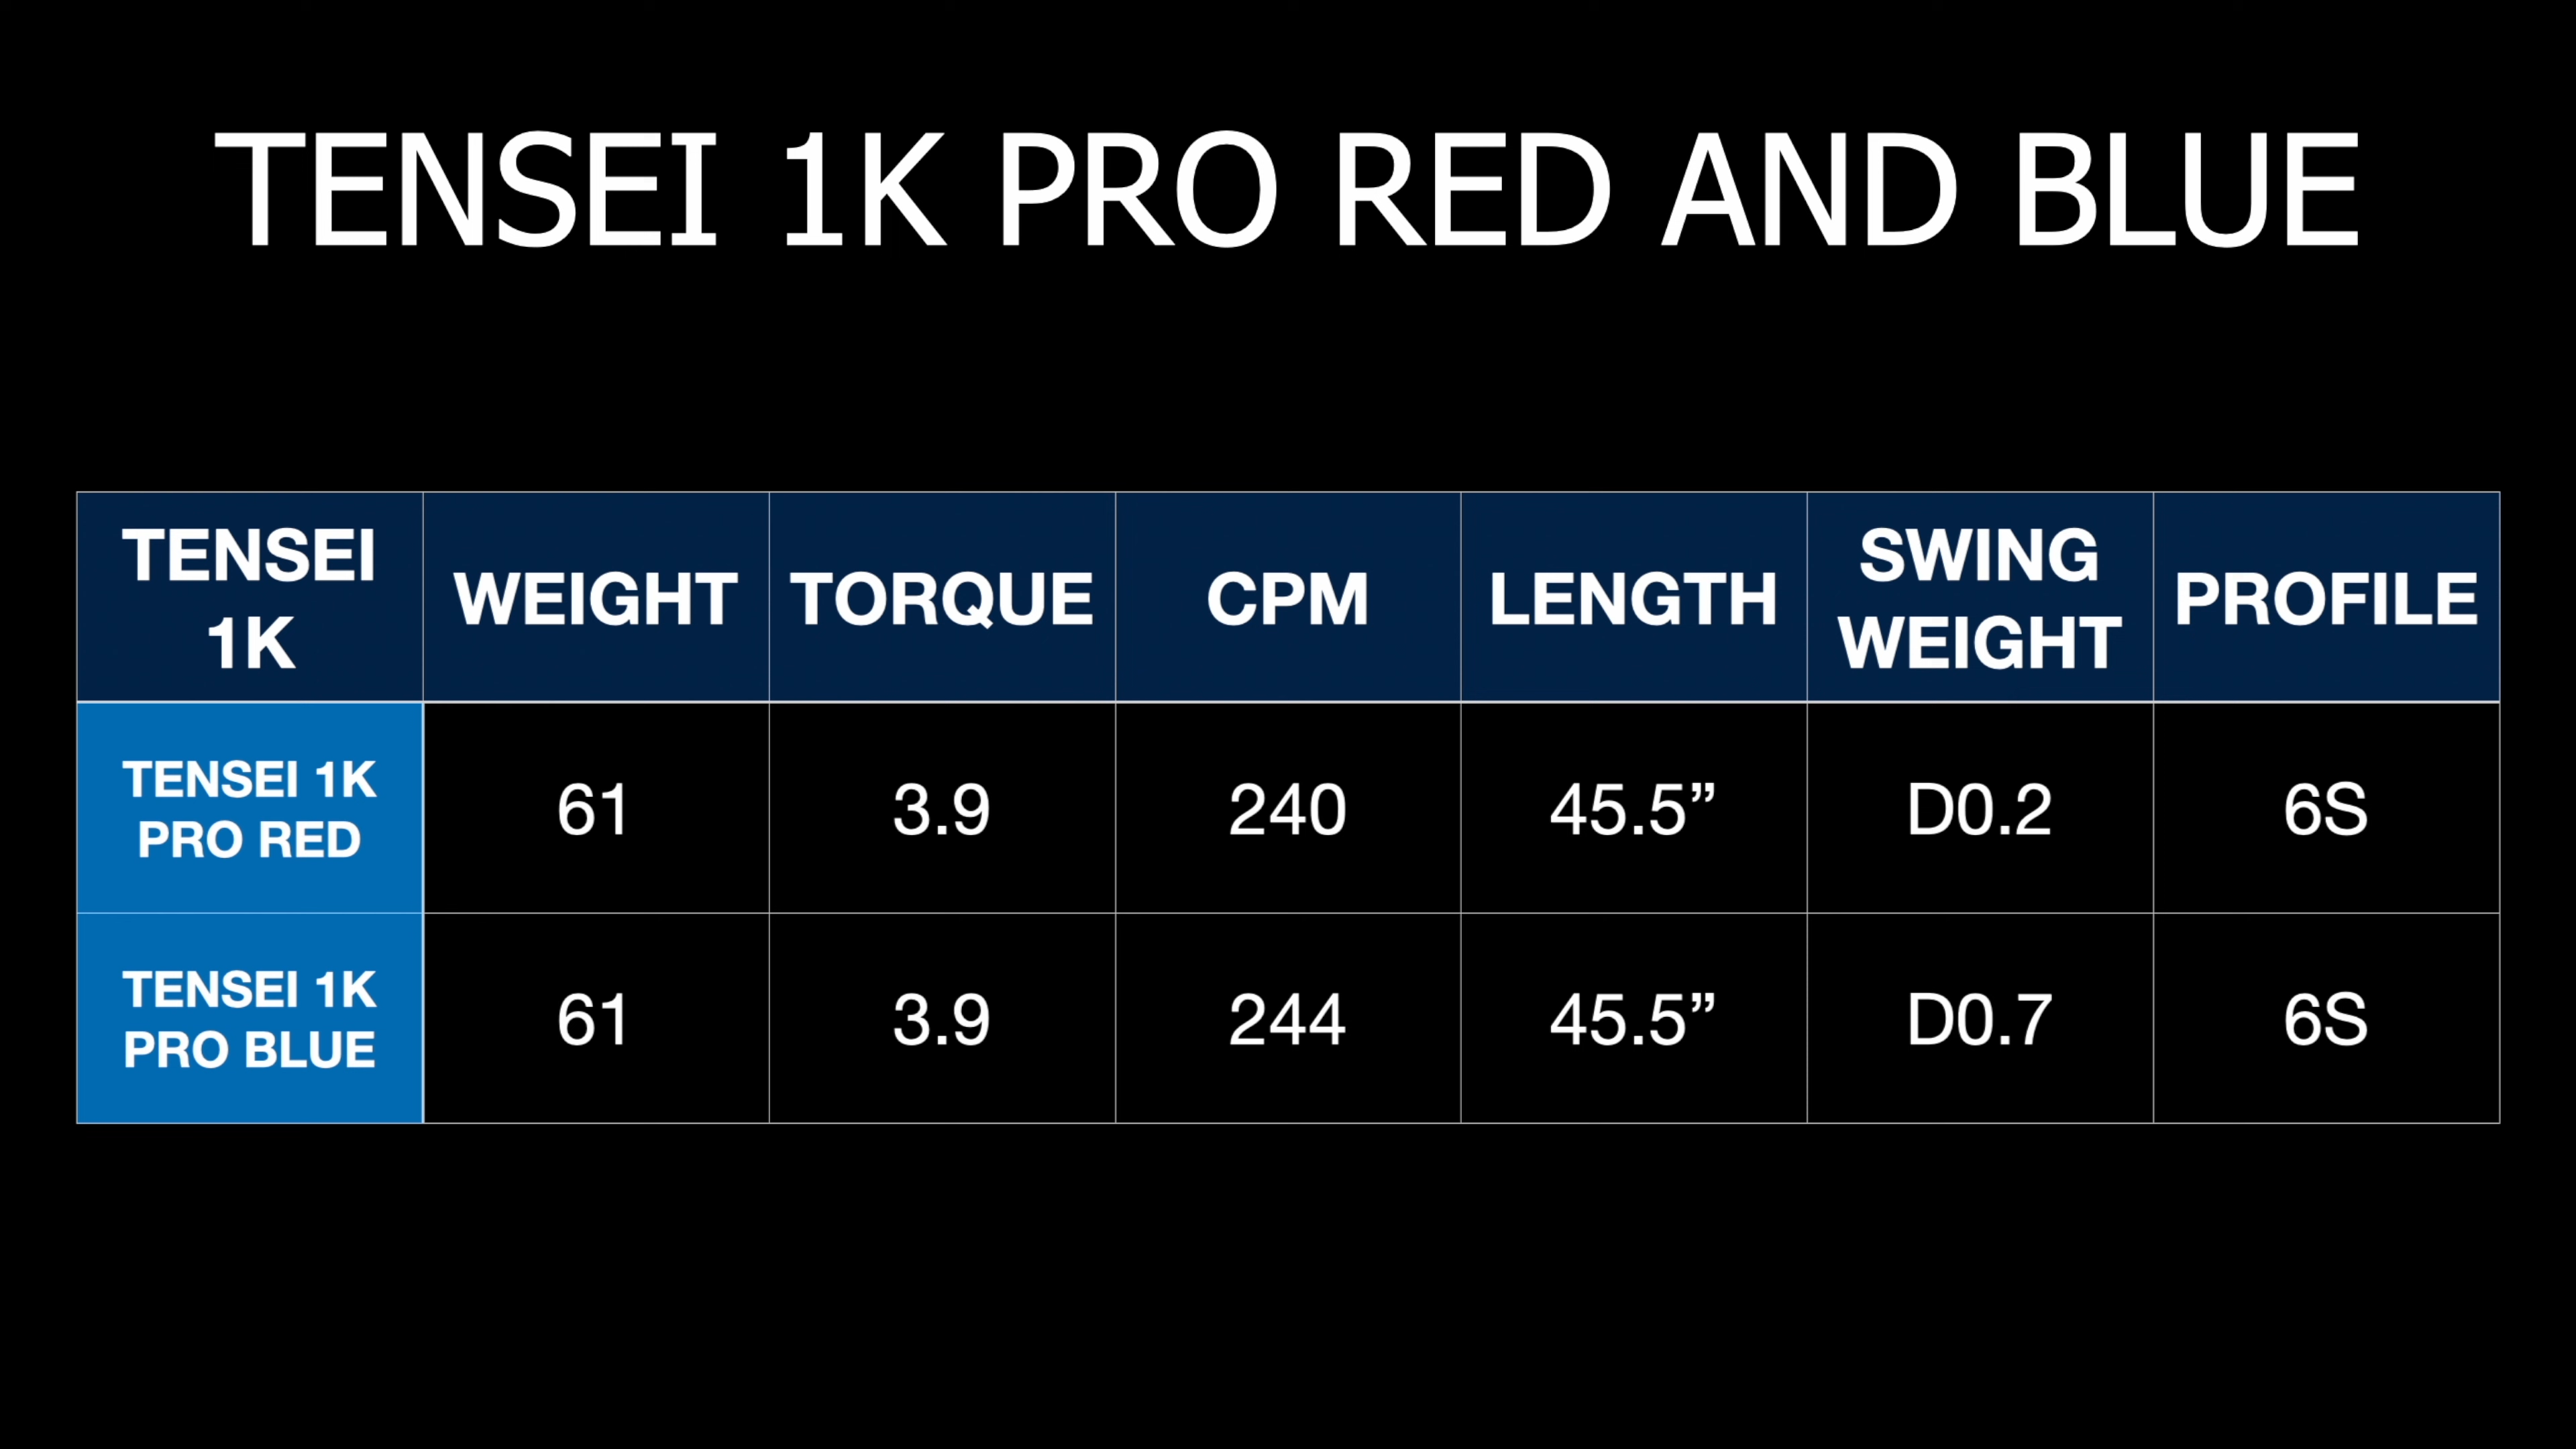 TENSEI 1K PRO RED AND BLUE
TENSEI
1K
WEIGHT
TORQUE
CPM
LENGTH
SWING
WEIGHT
PROFILE
TENSEI 1K
PRO RED
61
3.9
240
45.5”
D0.2
6S
TENSEI 1K
PRO BLUE
61
3.9
244
45.5”
D0.7
6S